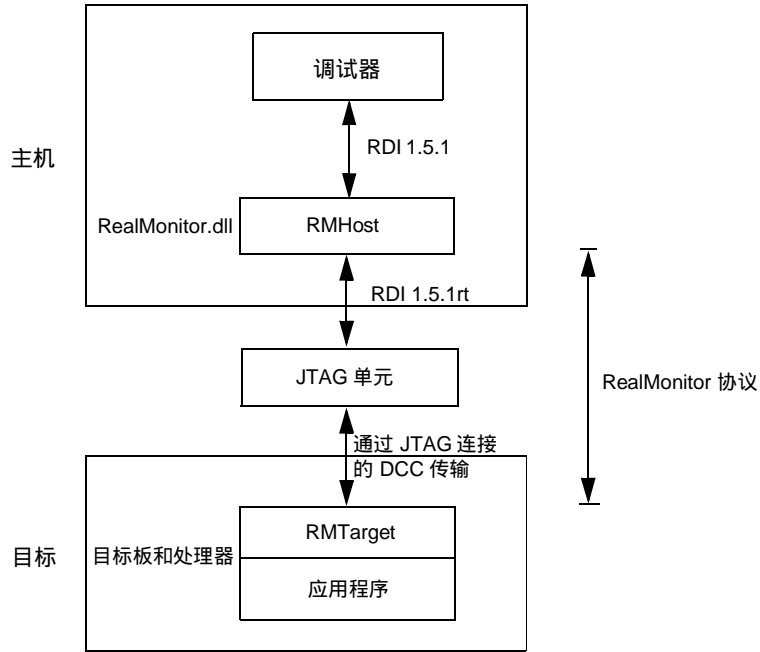 调试器
RDI 1.5.1
主机
RealMonitor.dll
RMHost
RDI 1.5.1rt
JTAG 单元
RealMonitor 协议
通过 JTAG 连接
的 DCC 传输
RMTarget
目标
目标板和处理器
应用程序